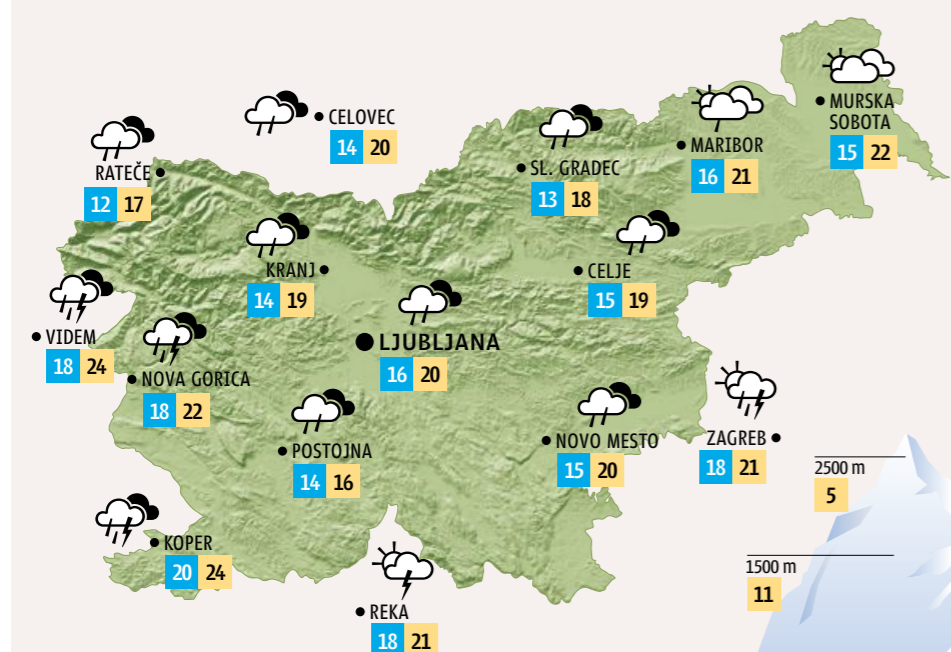 CELOVEC
14 20
RATEČE
12 17
SL. GRADEC
13 18
MARIBOR
16 21
MURSKA
SOBOTA
15 22
KRANJ
14 19
CELJE
15 19
VIDEM
18 24
NOVA GORICA
18 22
LJUBLJANA
16 20
POSTOJNA
14 16
NOVO MESTO
15 20
ZAGREB
18 21
KOPER
20 24
REKA
18 21
2500 m
5
1500 m
11